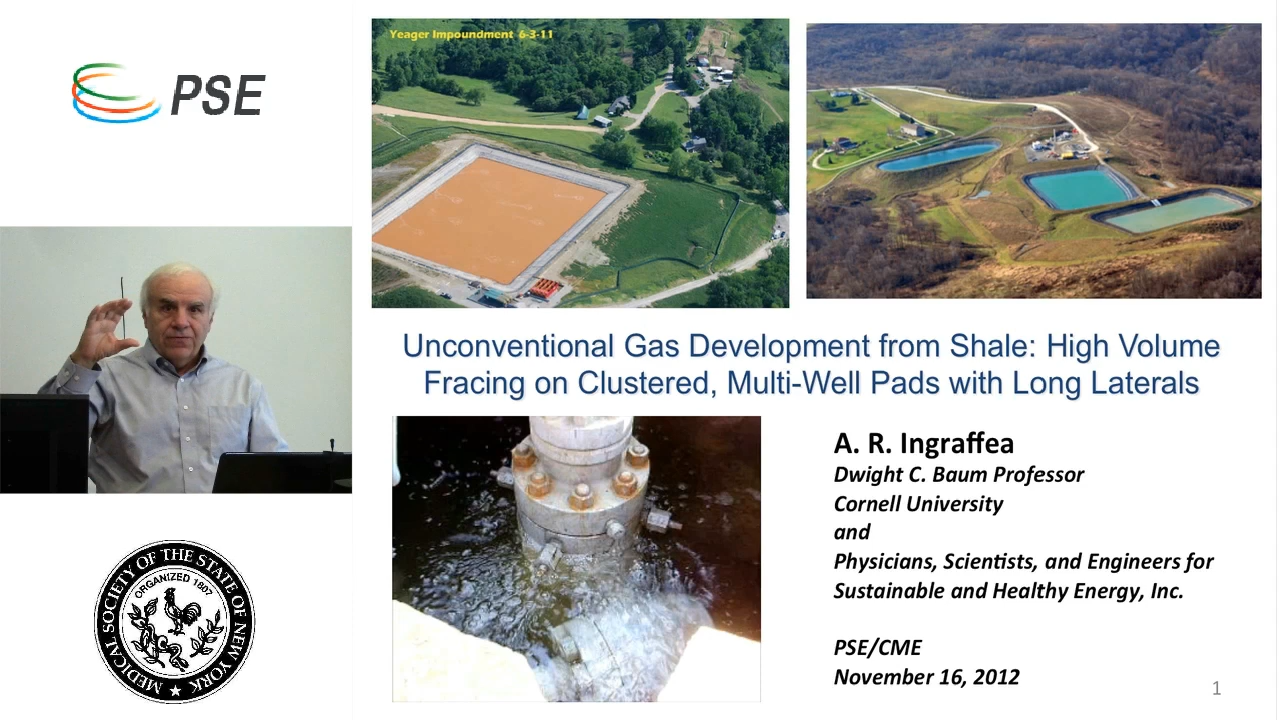 PSE
MEDICAL SOCIETY OF THE STATE OF NEW YORK
ORGANIZED 1807
Yeager Impoundment 6-3-11
Unconventional Gas Development from Shale: High Volume
Fracing on Clustered, Multi-Well Pads with Long Laterals
A. R. Ingraffea
Dwight C. Baum Professor
Cornell University
and
Physicians, Scientists, and Engineers for
Sustainable and Healthy Energy, Inc.
PSE/CME
November 16, 2012
1